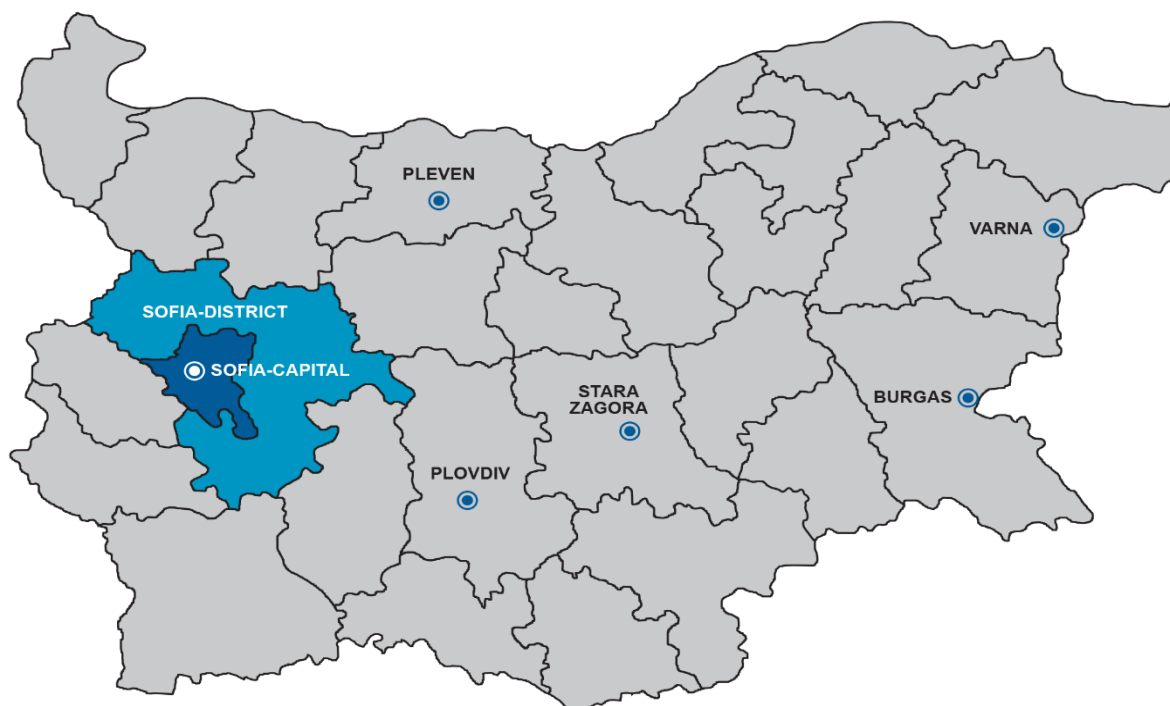 PLEVEN
VARNA
SOFIA-DISTRICT
SOFIA-CAPITAL
STARA
ZAGORA
BURGAS
PLOVDIV